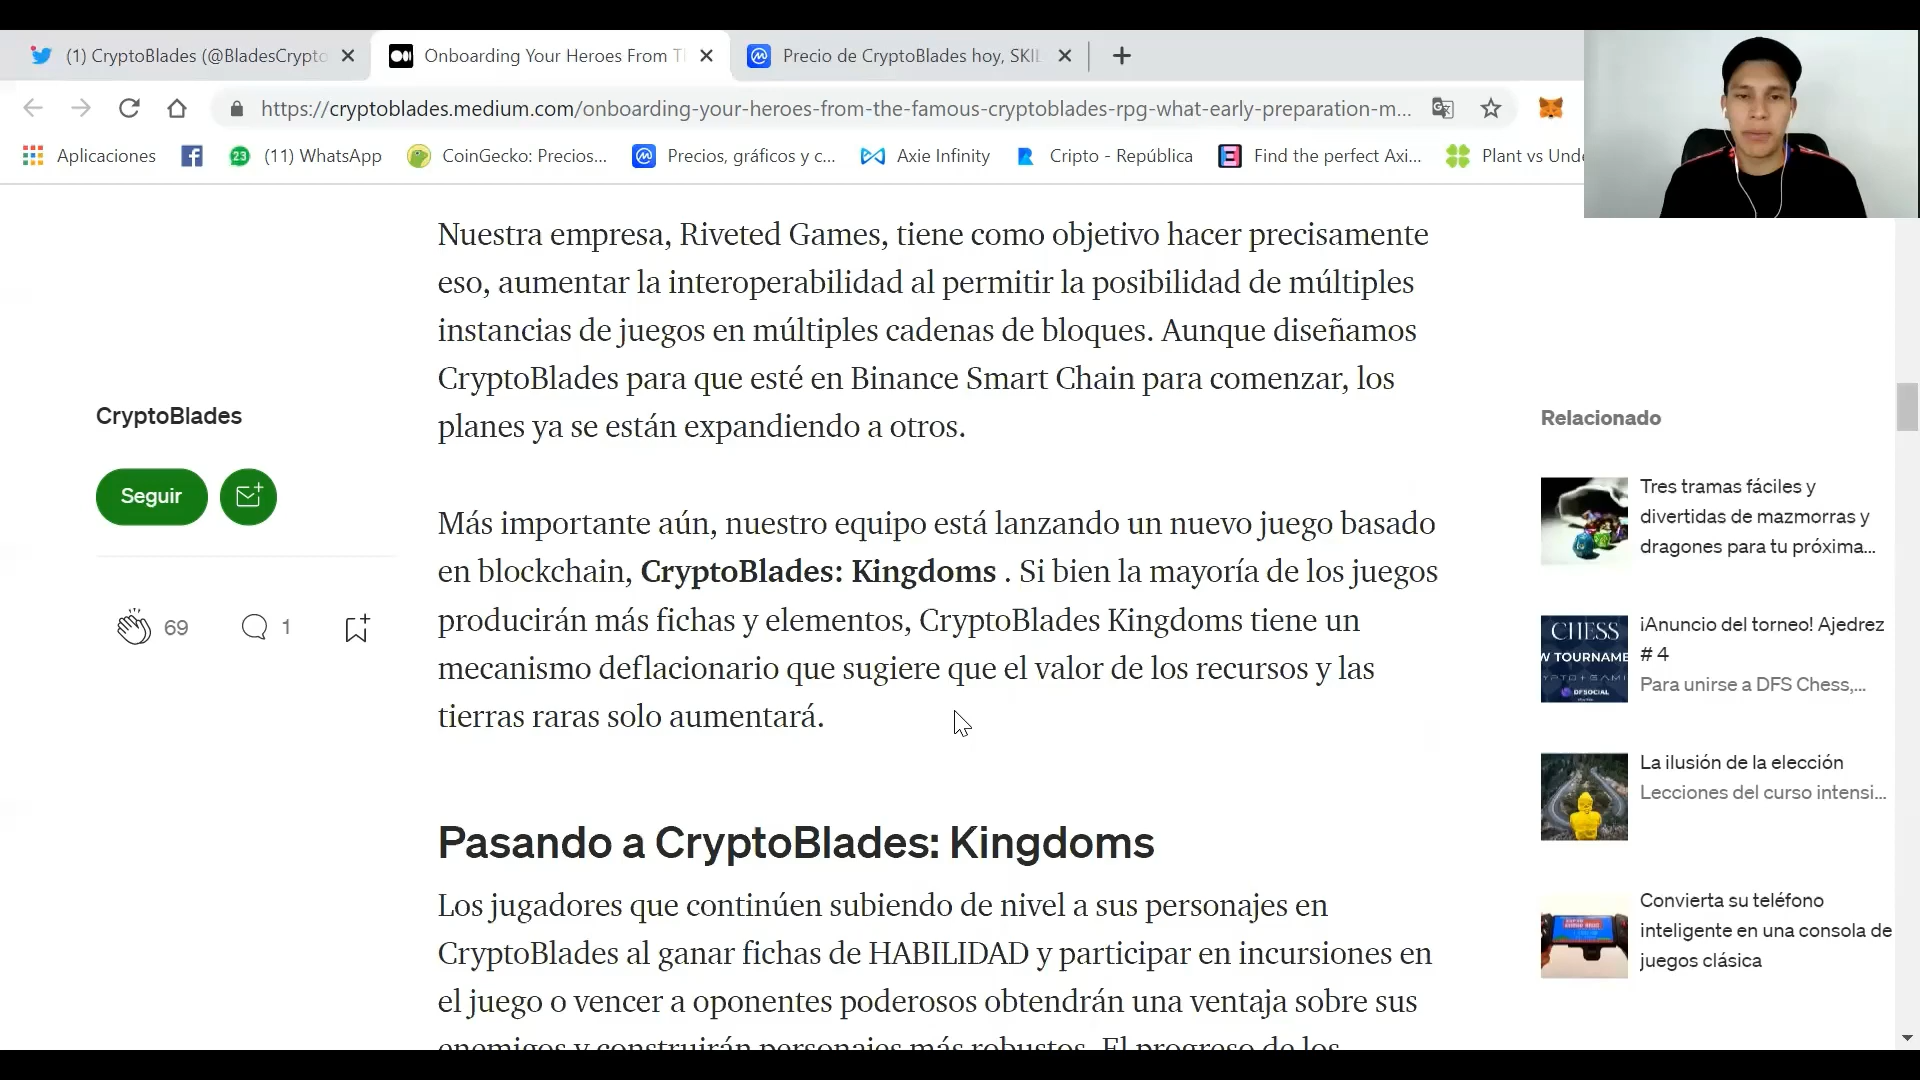 (1) CryptoBlades (@BladesCrypto
Onboarding Your Heroes From T
Precio de CryptoBlades hoy, SKIL
https://cryptoblades.medium.com/onboarding-your-heroes-from-the-famous-cryptoblades-rpg-what-early-preparation-m...
Aplicaciones
23
(11) WhatsApp
CoinGecko: Precios...
Precios, gráficos y c...
Axie Infinity
Cripto - República
Find the perfect Axi...
Plant vs Unde
Nuestra empresa, Riveted Games, tiene como objetivo hacer precisamente
eso, aumentar la interoperabilidad al permitir la posibilidad de múltiples
instancias de juegos en múltiples cadenas de bloques. Aunque diseñamos
CryptoBlades para que esté en Binance Smart Chain para comenzar, los
planes ya se están expandiendo a otros.
Más importante aún, nuestro equipo está lanzando un nuevo juego basado
en blockchain, CryptoBlades: Kingdoms . Si bien la mayoría de los juegos
producirán más fichas y elementos, CryptoBlades Kingdoms tiene un
mecanismo deflacionario que sugiere que el valor de los recursos y las
tierras raras solo aumentará.
Pasando a CryptoBlades: Kingdoms
Los jugadores que continúen subiendo de nivel a sus personajes en
CryptoBlades al ganar fichas de HABILIDAD y participar en incursiones en
el juego o vencer a oponentes poderosos obtendrán una ventaja sobre sus
enemigos y construirán personajes más robustos. El progreso de los
CryptoBlades
Seguir
69
1
Relacionado
Tres tramas fáciles y
divertidas de mazmorras y
dragones para tu próxima...
CHESS
W TOURNAME
DFSOCIAL
¡Anuncio del torneo! Ajedrez
# 4
Para unirse a DFS Chess,...
La ilusión de la elección
Lecciones del curso intensi...
Convierta su teléfono
inteligente en una consola de
juegos clásica